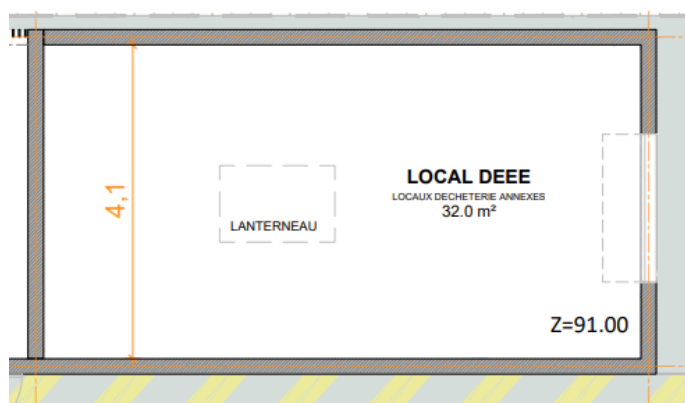 4,1
LOCAL DEEE
LOCAUX DECHETERIE ANNEXES
32.0 m²
LANTERNEAU
Z=91.00